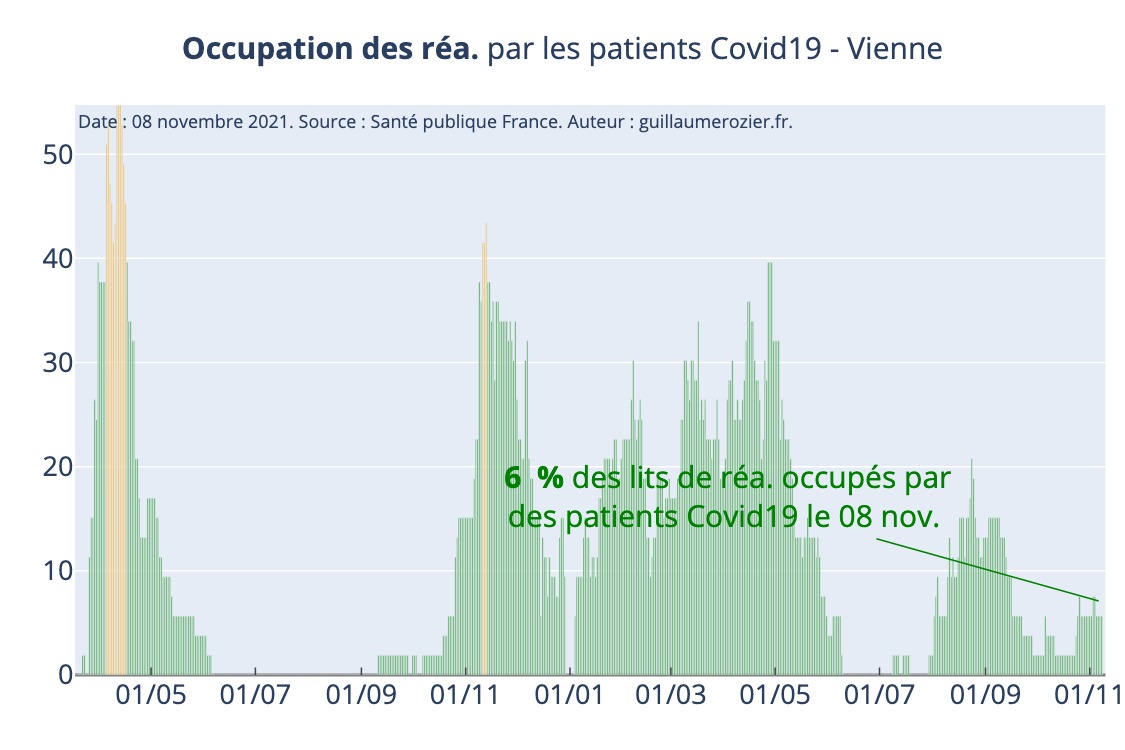 Occupation des réa. par les patients Covid19 - Vienne
Date : 08 novembre 2021. Source : Santé publique France. Auteur : guillaumerozier.fr.
50
40
30
20
6 % des lits de réa. occupés par
des patients Covid19 le 08 nov.
10
0
01/05 01/07 01/09 01/11 01/01 01/03 01/05 01/07 01/09 01/11